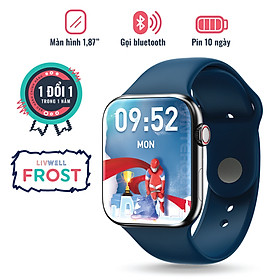 Màn hình 1,87"
Gọi bluetooth
Pin 10 ngày
1 ĐỔI 1
TRONG 1 NĂM
LIVWELL
FROST
09:52
MON